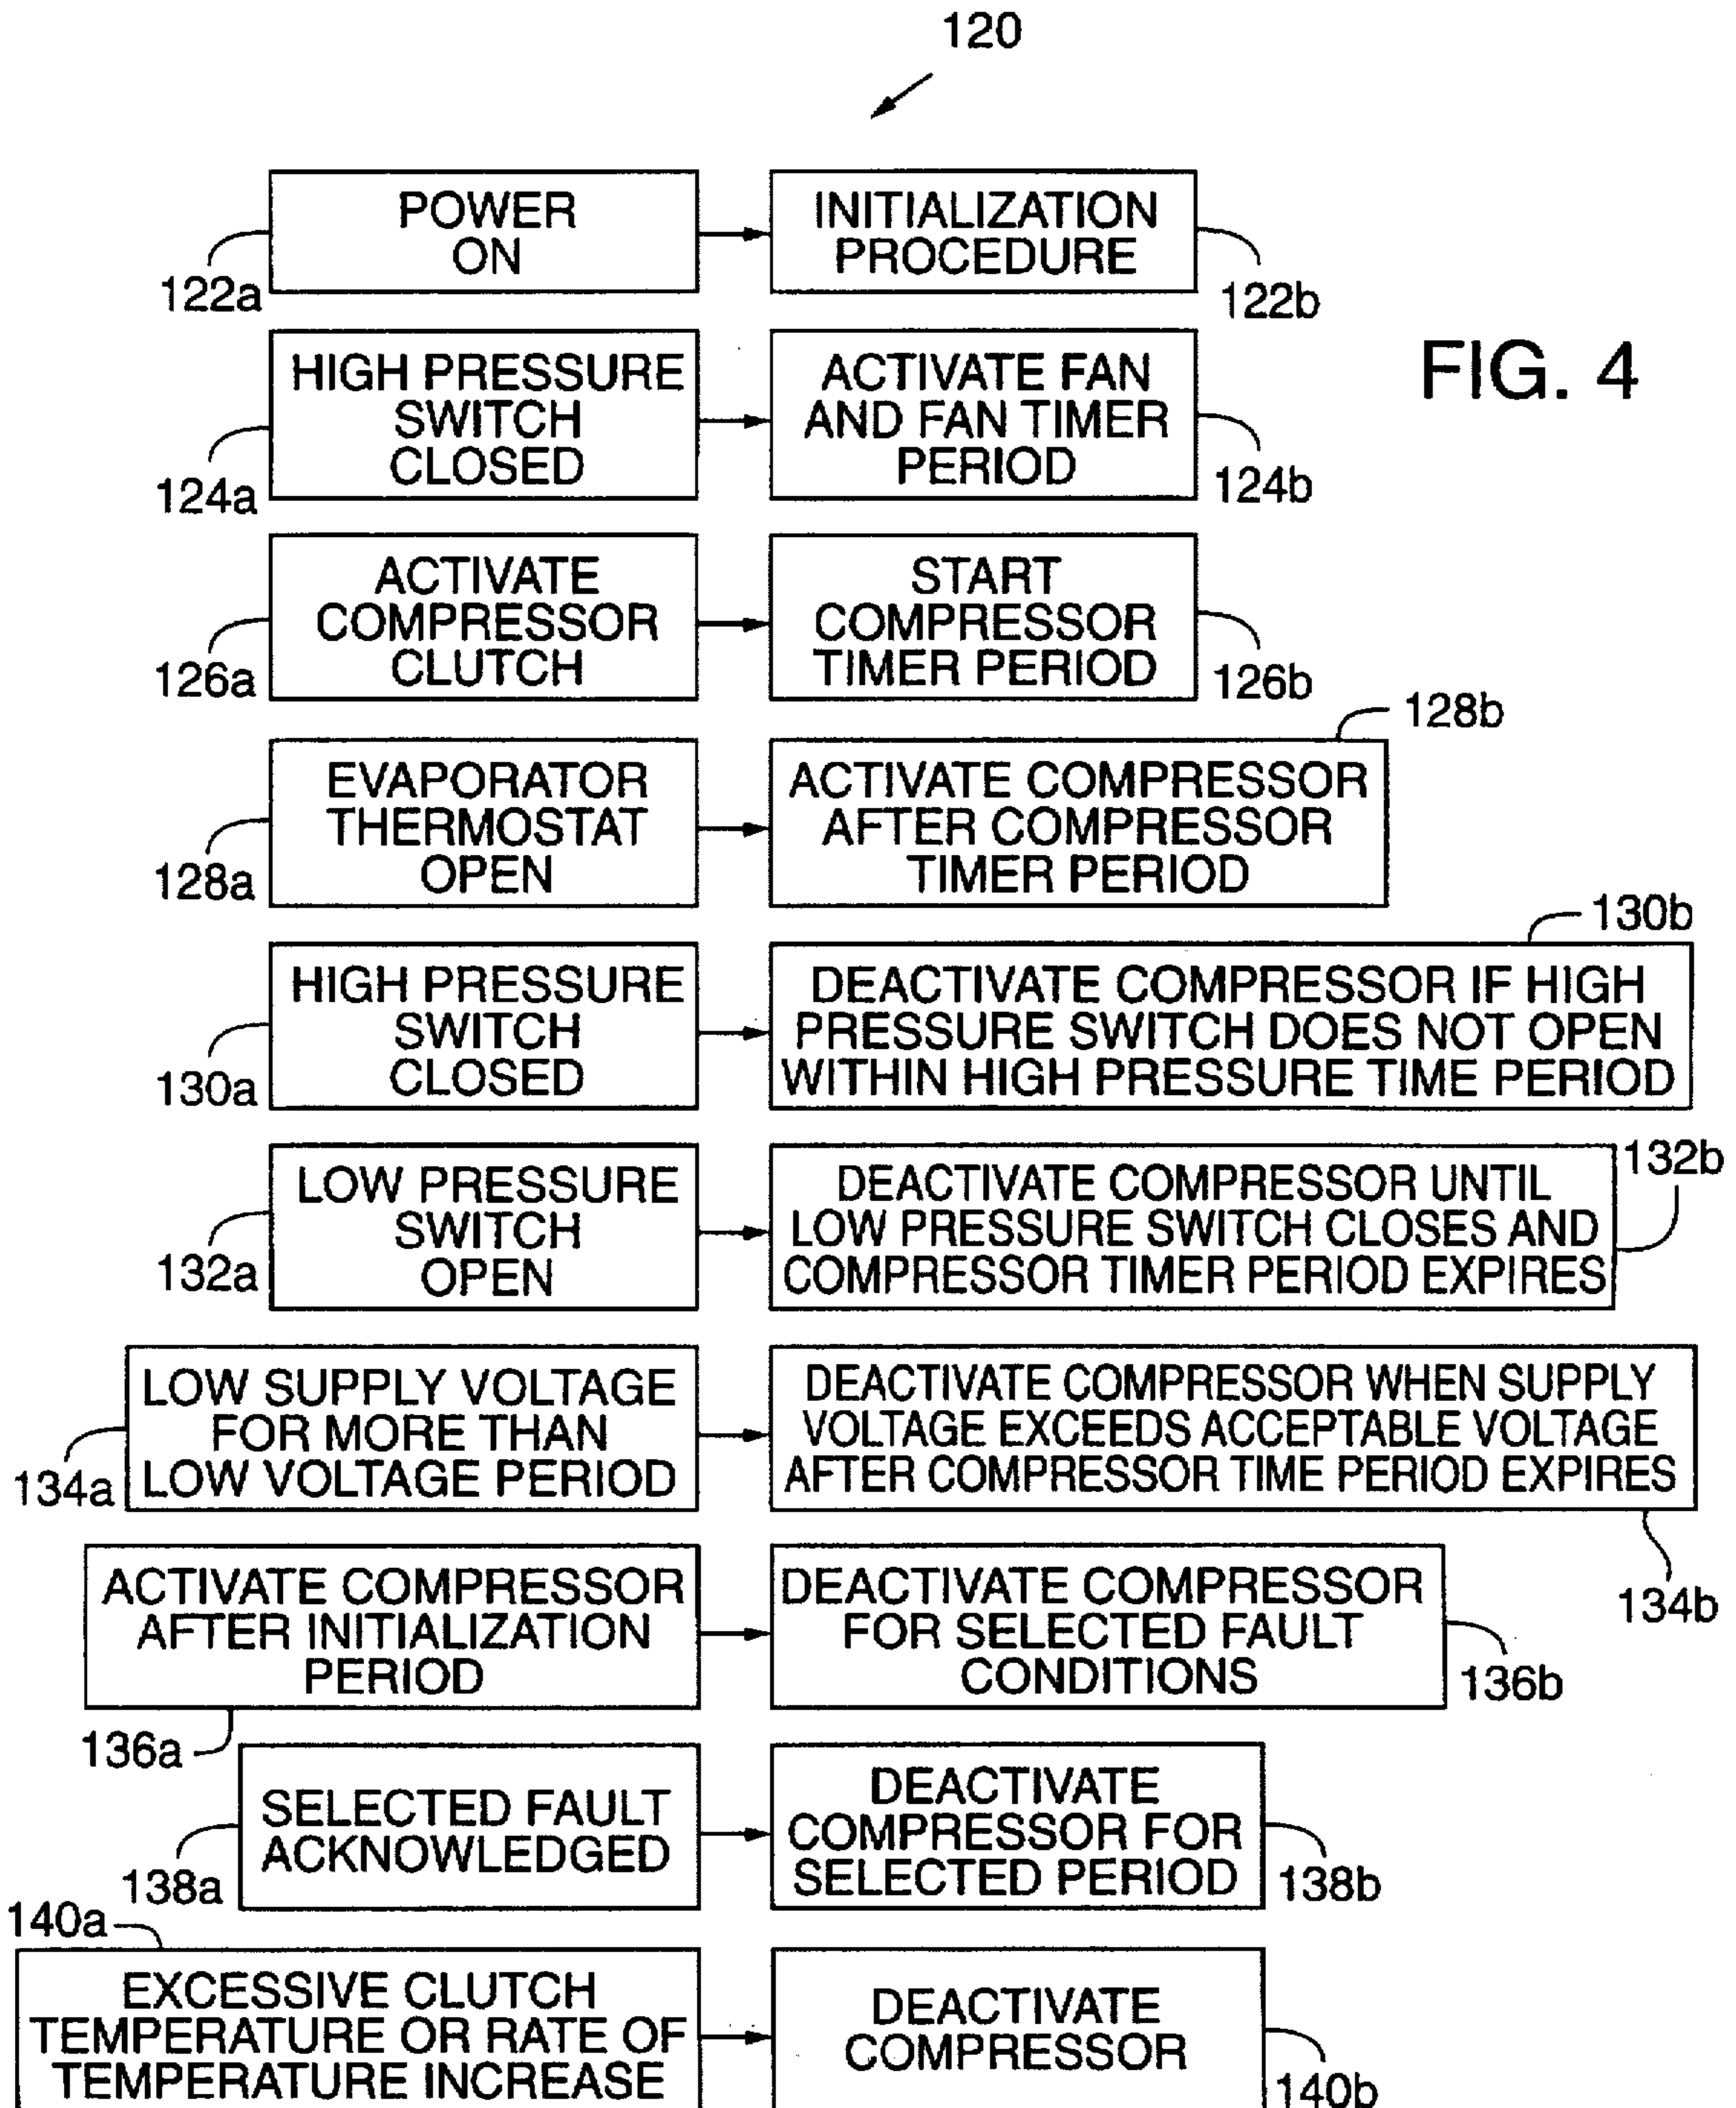 120
POWER
ON
122a
INITIALIZATION
PROCEDURE
122b
FIG. 4
HIGH PRESSURE
SWITCH
CLOSED
124a
ACTIVATE FAN
AND FAN TIMER
PERIOD
124b
ACTIVATE
COMPRESSOR
CLUTCH
126a
START
COMPRESSOR
TIMER PERIOD
126b
EVAPORATOR
THERMOSTAT
OPEN
128a
128b
ACTIVATE COMPRESSOR
AFTER COMPRESSOR
TIMER PERIOD
HIGH PRESSURE
SWITCH
CLOSED
130a
130b
DEACTIVATE COMPRESSOR IF HIGH
PRESSURE SWITCH DOES NOT OPEN
WITHIN HIGH PRESSURE TIME PERIOD
LOW PRESSURE
SWITCH
OPEN
132a
132b
DEACTIVATE COMPRESSOR UNTIL
LOW PRESSURE SWITCH CLOSES AND
COMPRESSOR TIMER PERIOD EXPIRES
LOW SUPPLY VOLTAGE
FOR MORE THAN
LOW VOLTAGE PERIOD
134a
DEACTIVATE COMPRESSOR WHEN SUPPLY
VOLTAGE EXCEEDS ACCEPTABLE VOLTAGE
AFTER COMPRESSOR TIME PERIOD EXPIRES
134b
ACTIVATE COMPRESSOR
AFTER INITIALIZATION
PERIOD
136a
DEACTIVATE COMPRESSOR
FOR SELECTED FAULT
CONDITIONS
136b
SELECTED FAULT
ACKNOWLEDGED
138a
DEACTIVATE
COMPRESSOR FOR
SELECTED PERIOD
138b
140a
EXCESSIVE CLUTCH
TEMPERATURE OR RATE OF
TEMPERATURE INCREASE
DEACTIVATE
COMPRESSOR
140b